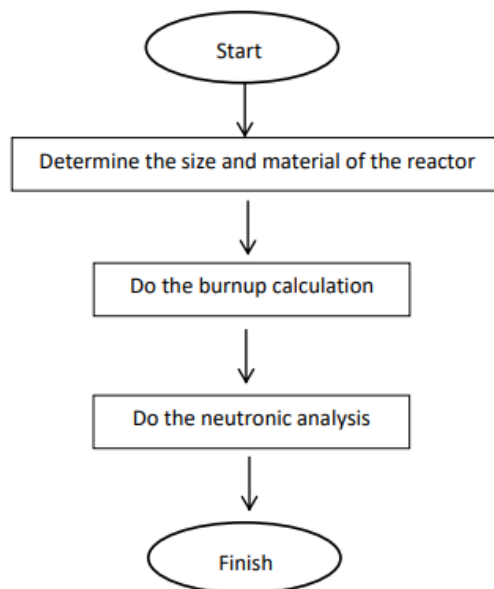 Start
Determine the size and material of the reactor
Do the burnup calculation
Do the neutronic analysis
Finish